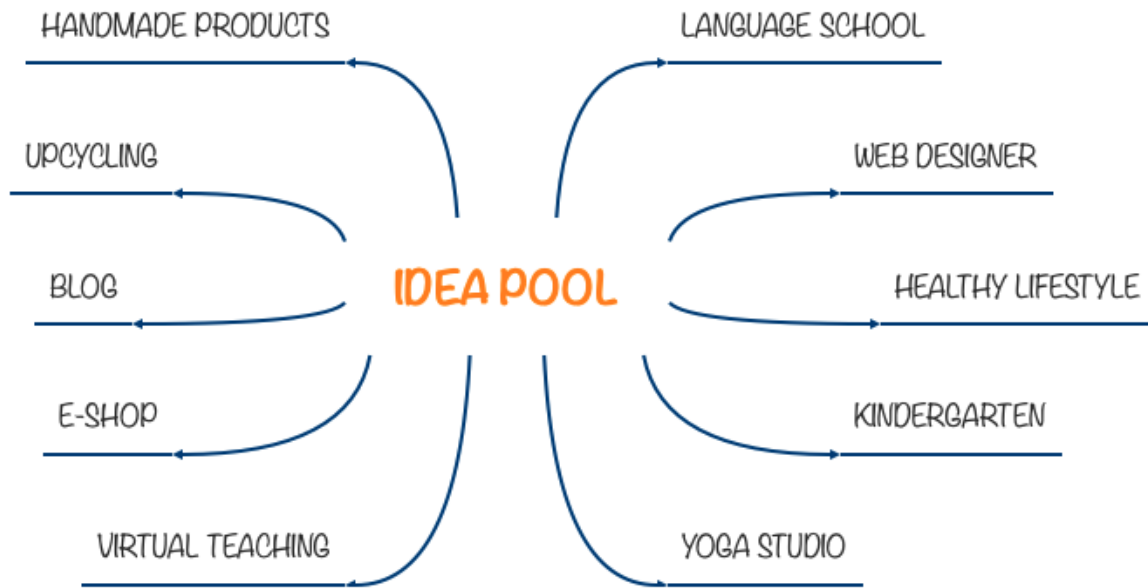 HANDMADE PRODUCTS
LANGUAGE SCHOOL
UPCYCLING
WEB DESIGNER
IDEA POOL
BLOG
HEALTHY LIFESTYLE
E-SHOP
KINDERGARTEN
VIRTUAL TEACHING
YOGA STUDIO